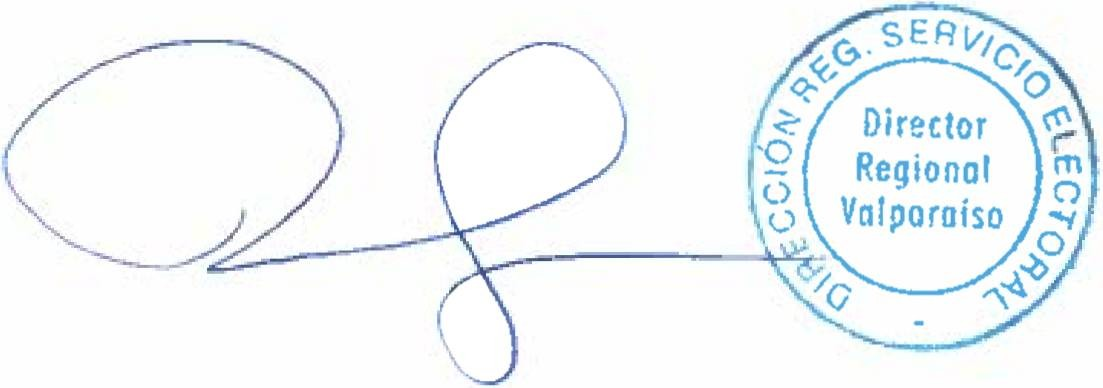 DIRECCIÓN REG. SERVICIO ELECTORAL
Director
Regional
Valparaíso
-